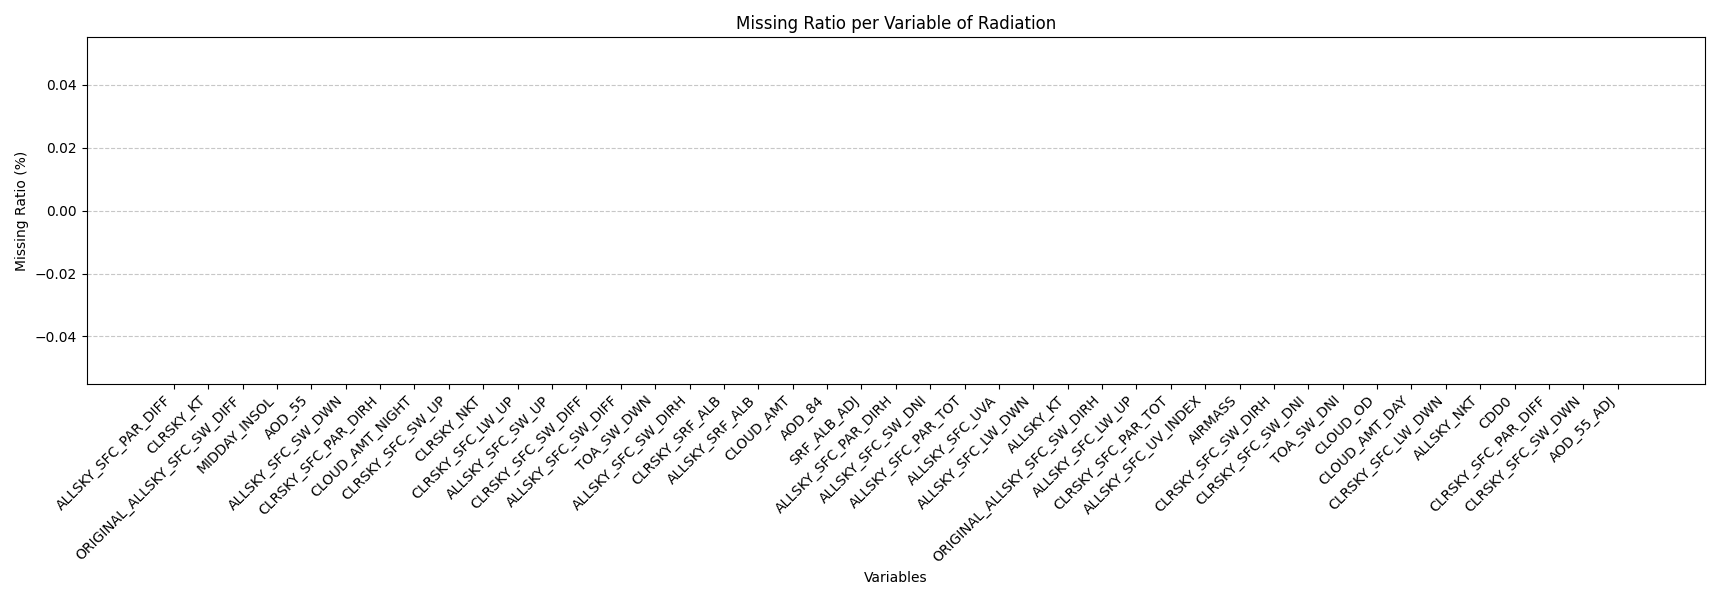 Missing Ratio per Variable of Radiation
Missing Ratio (%)
0.04
0.02
0.00
−0.02
−0.04
ALLSKY_SFC_PAR_DIFF
CLRSKY_KT
ORIGINAL_ALLSKY_SFC_SW_DIFF
MIDDAY_INSOL
AOD_55
ALLSKY_SFC_SW_DWN
CLRSKY_SFC_PAR_DIRH
CLOUD_AMT_NIGHT
CLRSKY_SFC_SW_UP
CLRSKY_NKT
CLRSKY_SFC_LW_UP
ALLSKY_SFC_SW_UP
CLRSKY_SFC_SW_DIFF
ALLSKY_SFC_SW_DIFF
TOA_SW_DWN
ALLSKY_SFC_SW_DIRH
CLRSKY_SRF_ALB
ALLSKY_SRF_ALB
CLOUD_AMT
AOD_84
SRF_ALB_ADJ
ALLSKY_SFC_PAR_DIRH
ALLSKY_SFC_SW_DNI
ALLSKY_SFC_PAR_TOT
ALLSKY_SFC_UVA
ALLSKY_SFC_LW_DWN
ALLSKY_KT
ORIGINAL_ALLSKY_SFC_SW_DIRH
ALLSKY_SFC_LW_UP
CLRSKY_SFC_PAR_TOT
ALLSKY_SFC_UV_INDEX
AIRMASS
CLRSKY_SFC_SW_DIRH
CLRSKY_SFC_SW_DNI
TOA_SW_DNI
CLOUD_OD
CLOUD_AMT_DAY
CLRSKY_SFC_LW_DWN
ALLSKY_NKT
CDD0
CLRSKY_SFC_PAR_DIFF
CLRSKY_SFC_SW_DWN
AOD_55_ADJ
Variables